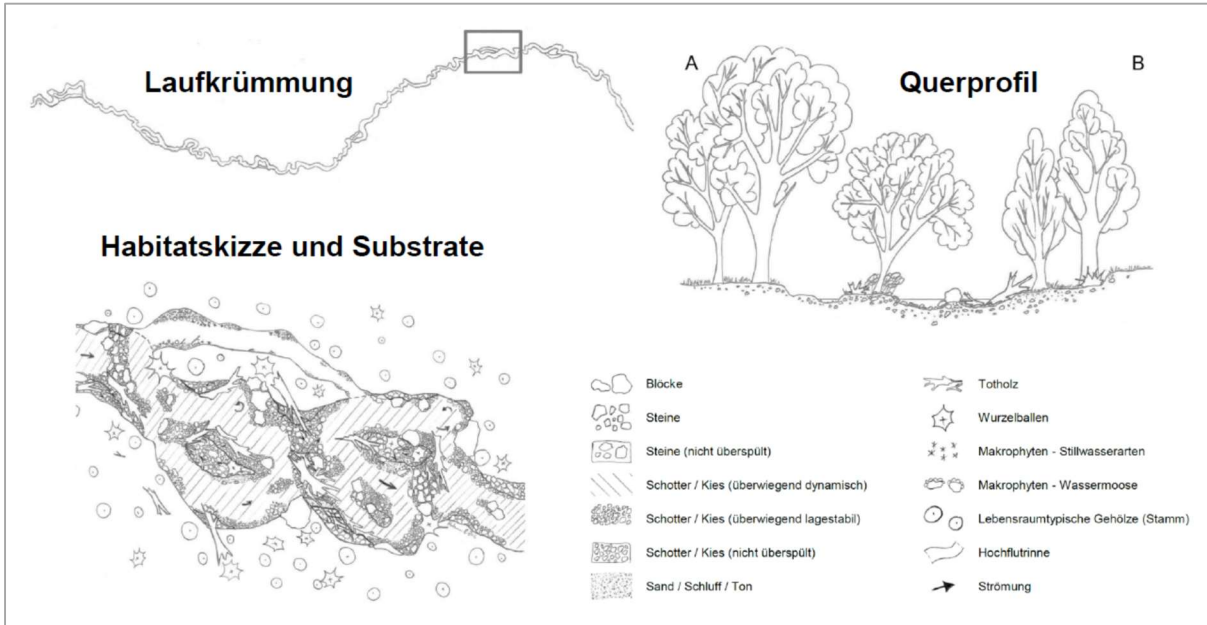 Laufkrümmung
A
Querprofil
B
Habitatskizze und Substrate
Blöcke
Steine
Steine (nicht überspült)
Schotter / Kies (überwiegend dynamisch)
Schotter / Kies (überwiegend lagestabil)
Schotter / Kies (nicht überspült)
Sand / Schluff / Ton
Totholz
Wurzelballen
Makrophyten - Stillwasserarten
Makrophyten - Wassermoose
Lebensraumtypische Gehölze (Stamm)
Hochflutrinne
Strömung